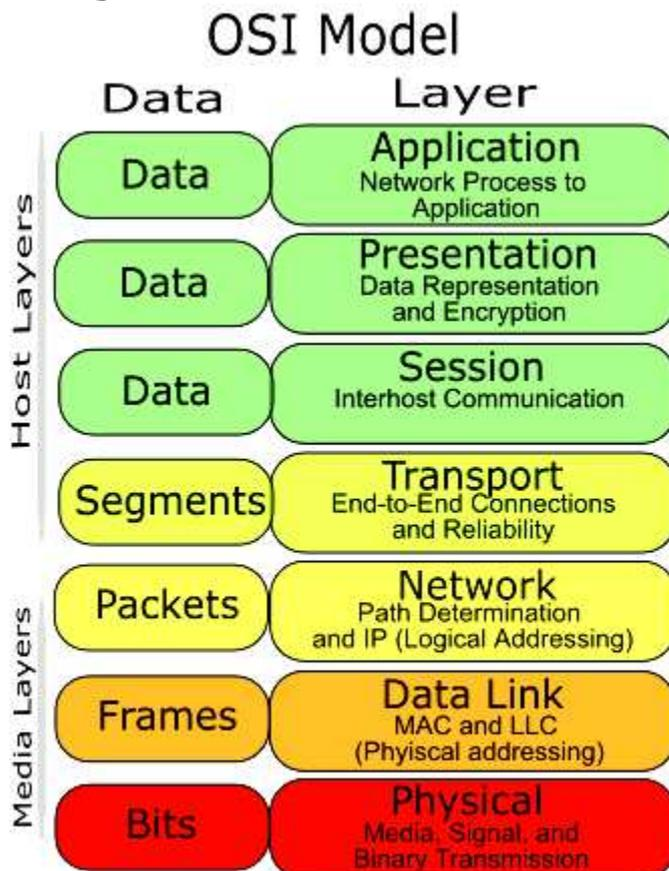 OSI Model
Data Layer
Host Layers
Data
Application
Network Process to
Application
Data
Presentation
Data Representation
and Encryption
Data
Session
Interhost Communication
Segments
Transport
End-to-End Connections
and Reliability
Media Layers
Packets
Network
Path Determination
and IP (Logical Addressing)
Frames
Data Link
MAC and LLC
(Phyiscal addressing)
Bits
Physical
Media, Signal, and
Binary Transmission